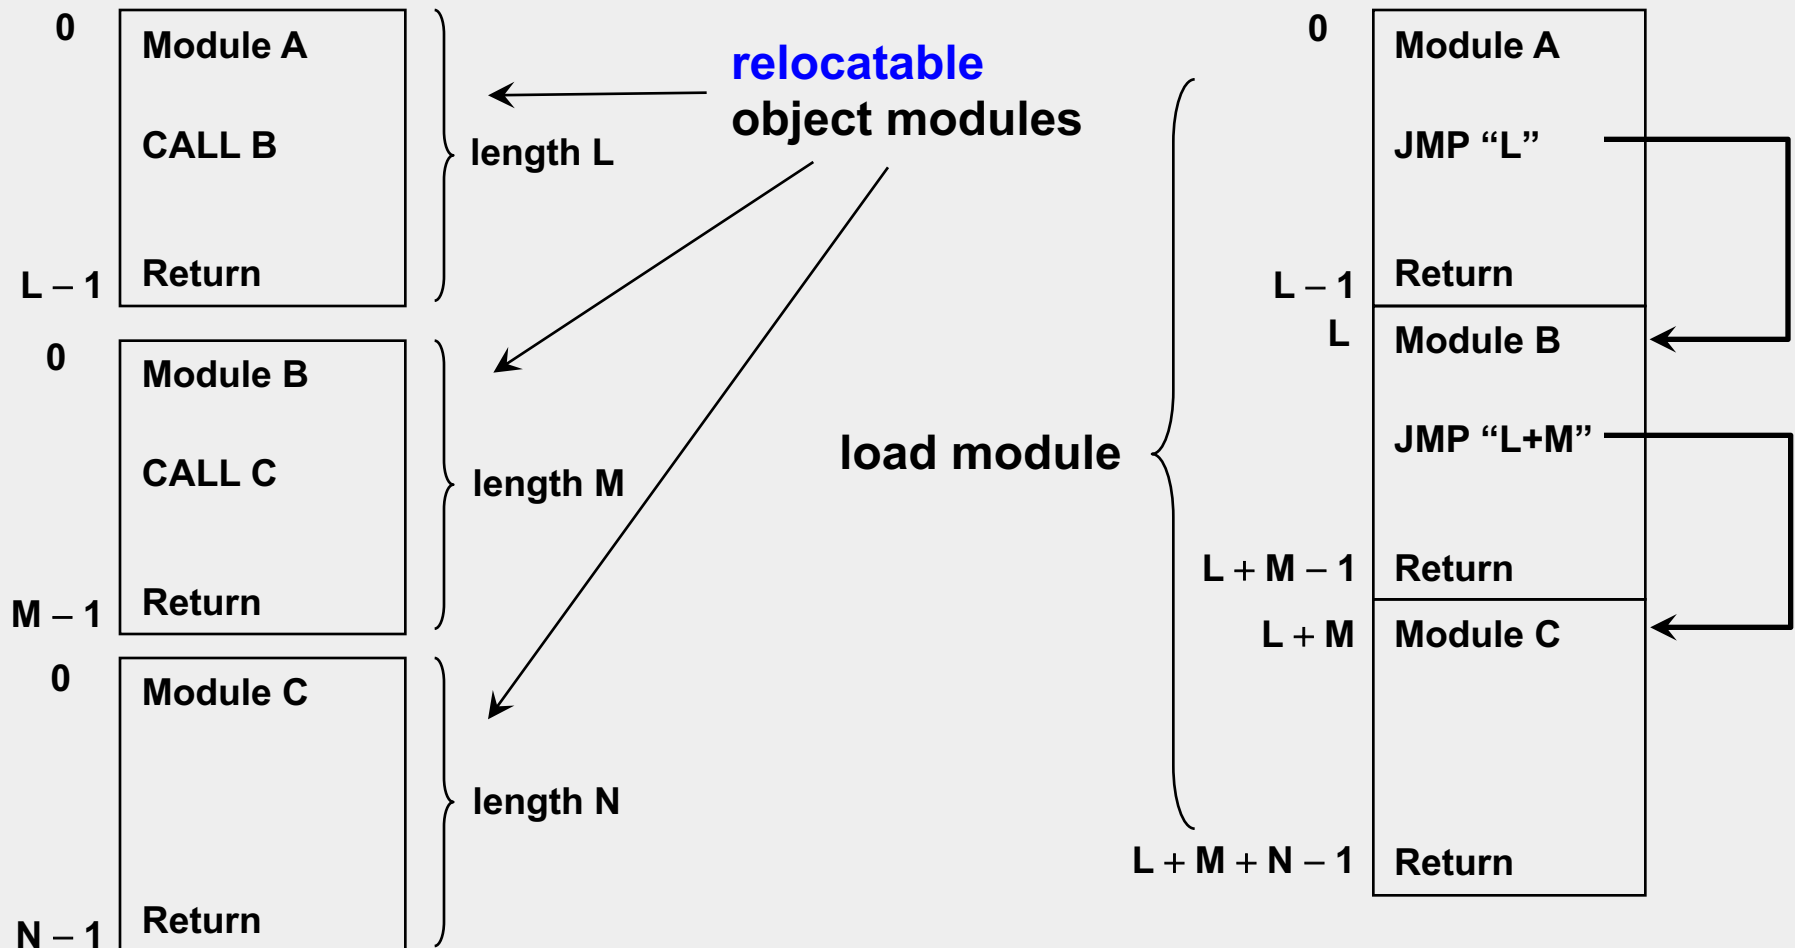 0
Module A
CALL B
Return
L – 1
length L
0
Module B
CALL C
Return
M – 1
length M
0
Module C
Return
N – 1
length N
relocatable
object modules
load module
0
Module A
JMP “L”
Return
L – 1
L
Module B
JMP “L+M”
Return
L + M – 1
L + M
Module C
Return
L + M + N – 1